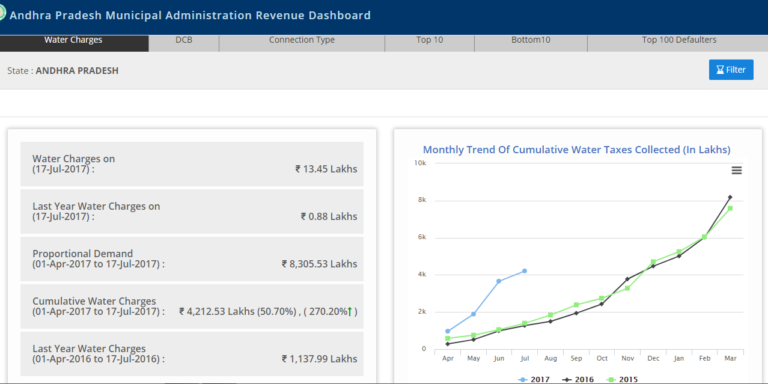 Andhra Pradesh Municipal Administration Revenue Dashboard
Water Charges DCB Connection Type Top 10 Bottom10 Top 100 Defaulters
State : ANDHRA PRADESH
Filter
Water Charges on
(17-Jul-2017) : ₹ 13.45 Lakhs
Last Year Water Charges on
(17-Jul-2017) : ₹ 0.88 Lakhs
Proportional Demand
(01-Apr-2017 to 17-Jul-2017) : ₹ 8,305.53 Lakhs
Cumulative Water Charges
(01-Apr-2017 to 17-Jul-2017) : ₹ 4,212.53 Lakhs (50.70%) , ( 270.20%↑ )
Last Year Water Charges
(01-Apr-2016 to 17-Jul-2016) : ₹ 1,137.99 Lakhs
Monthly Trend Of Cumulative Water Taxes Collected (In Lakhs)
10k
8k
6k
4k
2k
0
Apr May Jun Jul Aug Sep Oct Nov Dec Jan Feb Mar
2017 2016 2015